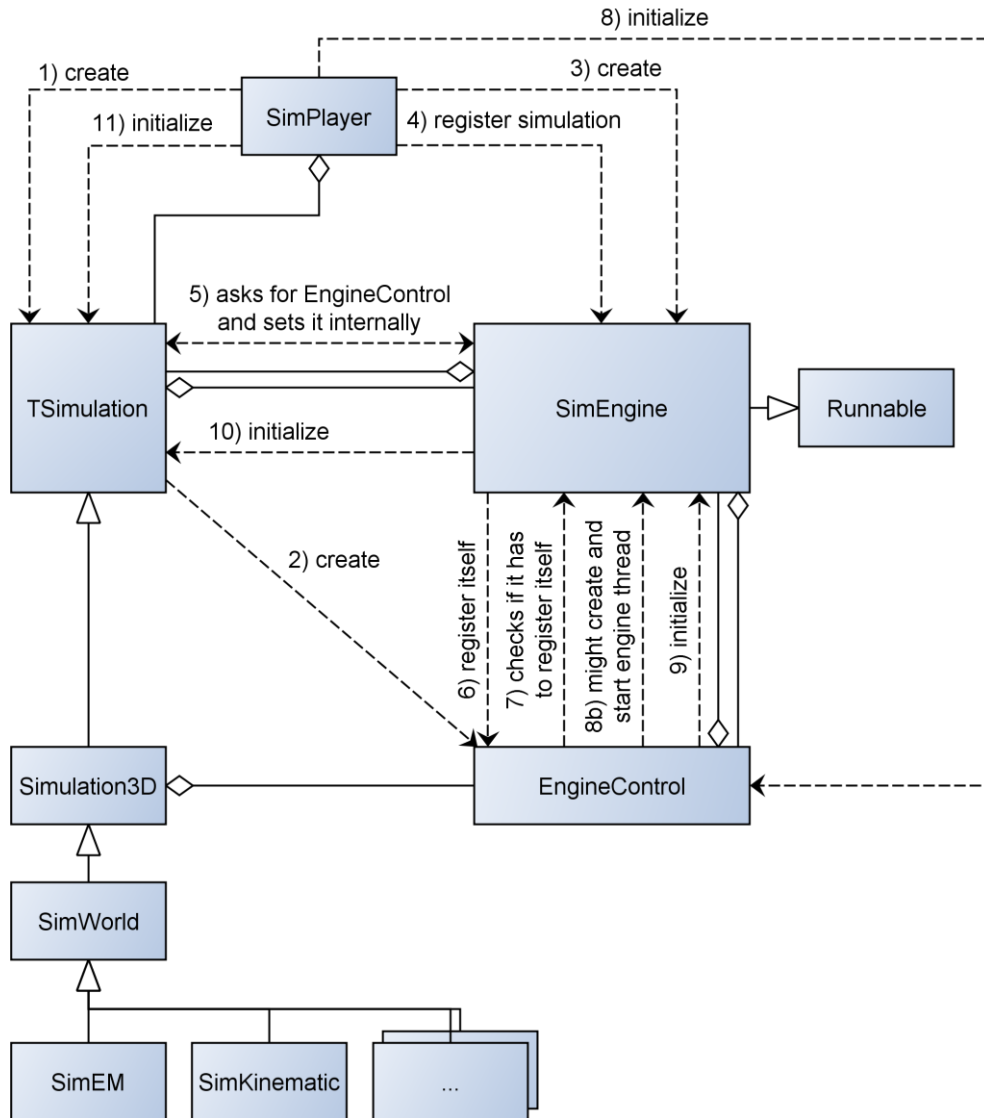 8) initialize
1) create
3) create
SimPlayer
11) initialize
4) register simulation
5) asks for EngineControl
and sets it internally
TSimulation
SimEngine
Runnable
10) initialize
2) create
6) register itself
7) checks if it has
to register itself
8b) might create and
start engine thread
9) initialize
Simulation3D
EngineControl
SimWorld
SimEM
SimKinematic
...